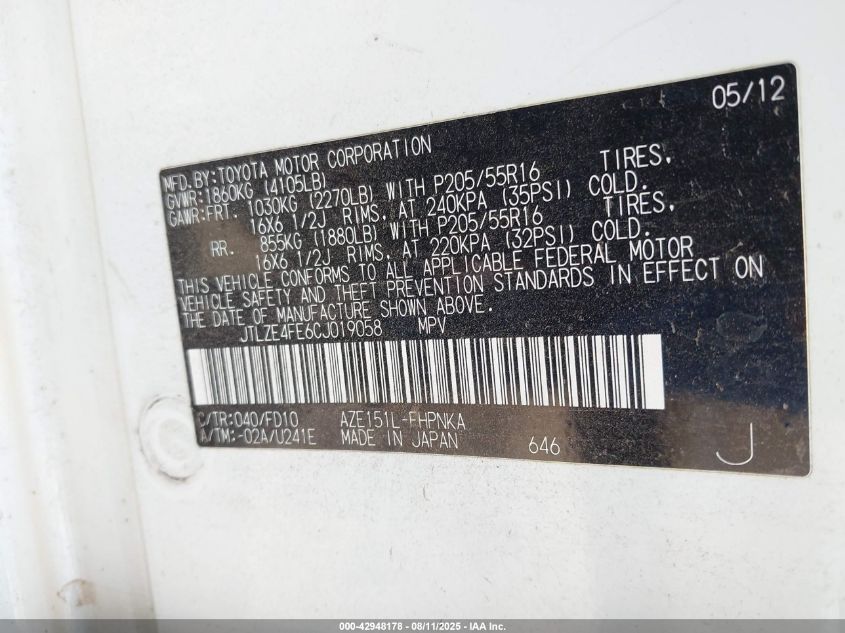 05/12
MFD.BY:TOYOTA MOTOR CORPORATION
GVWR:1860KG (4105LB)
GAWR:FRT. 1030KG (2270LB) WITH P205/55R16 TIRES,
16X6 1/2J RIMS, AT 240KPA (35PSI) COLD.
RR. 855KG (1880LB) WITH P205/55R16 TIRES,
16X6 1/2J RIMS, AT 220KPA (32PSI) COLD.
THIS VEHICLE CONFORMS TO ALL APPLICABLE FEDERAL MOTOR
VEHICLE SAFETY AND THEFT PREVENTION STANDARDS IN EFFECT ON
THE DATE OF MANUFACTURE SHOWN ABOVE.
JTLZE4FE6CJ019058 MPV
C/TR:040/FD10 AZE151L-FHPNKA
A/TM:-02A/U241E MADE IN JAPAN 646 J
000-42948178 - 08/11/2025 - IAA Inc.